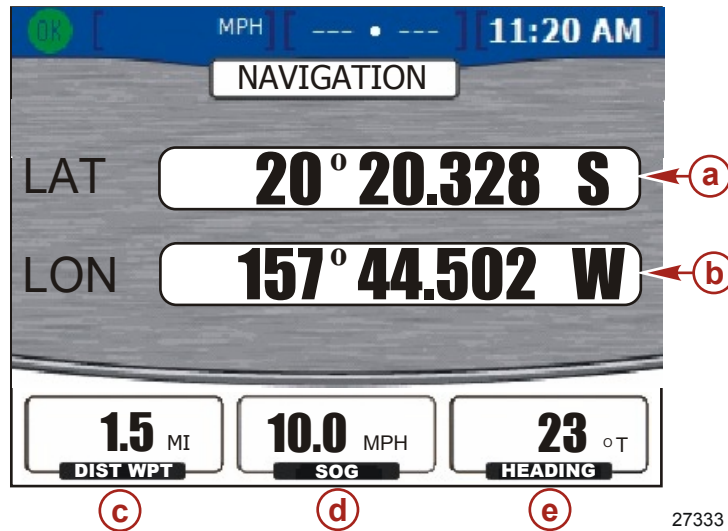 OK [ MPH ] [ --- • --- ] [ 11:20 AM ]
NAVIGATION
LAT 20° 20.328 S a
LON 157° 44.502 W b
1.5 MI 10.0 MPH 23 °T
DIST WPT SOG HEADING
c d e
27333